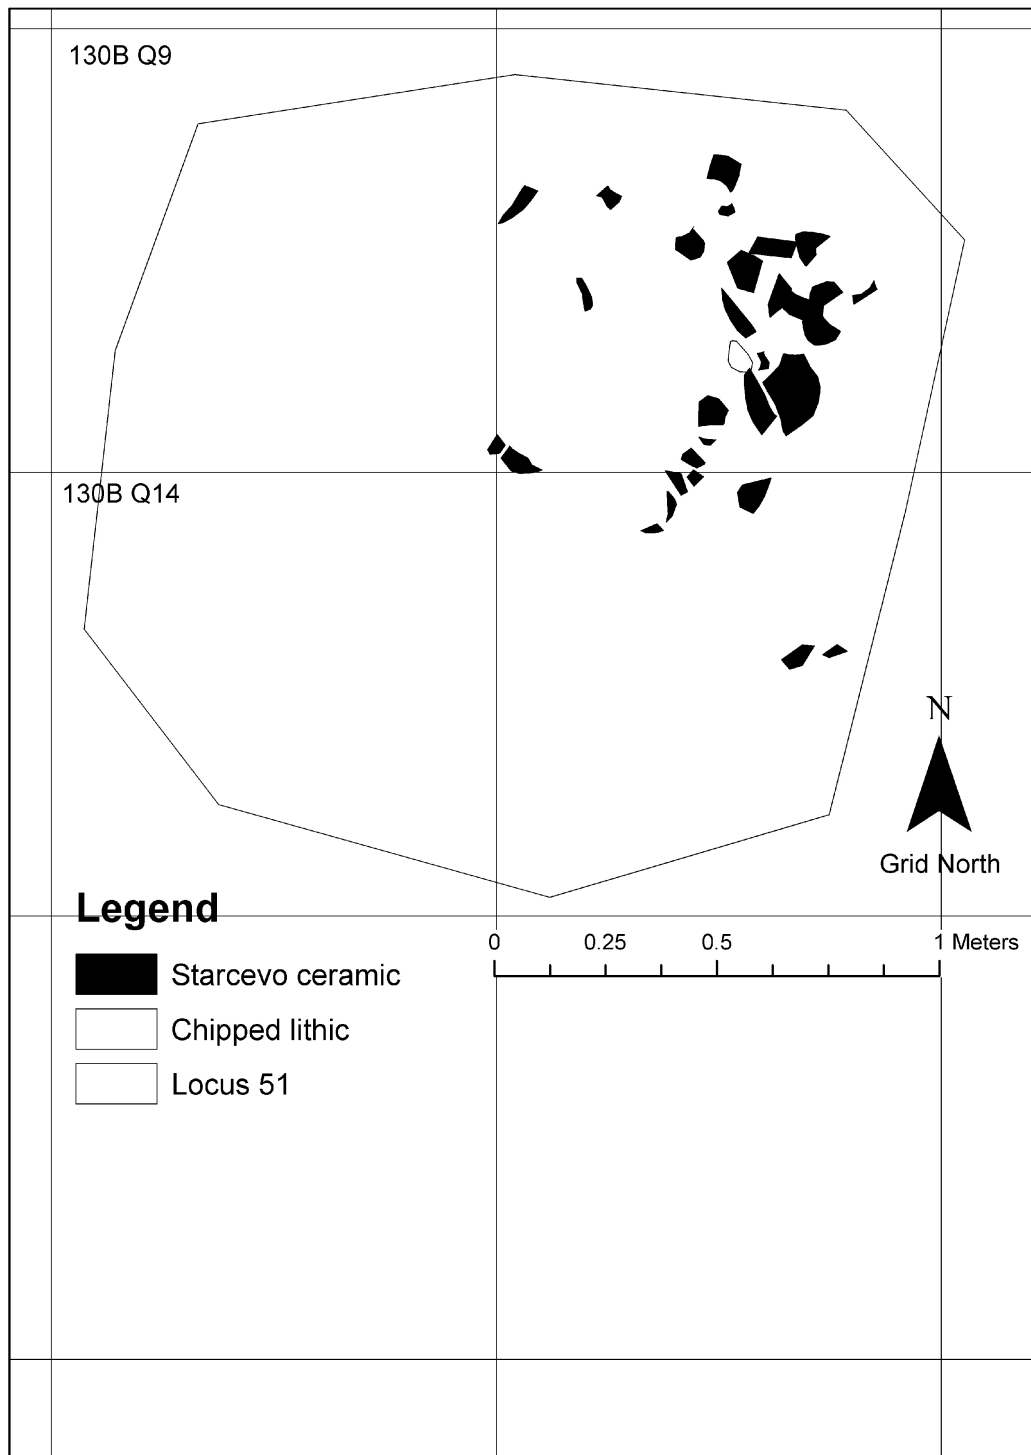 130B Q9
130B Q14
N
Grid North
Legend
0 0.25 0.5 1 Meters
Starcevo ceramic
Chipped lithic
Locus 51